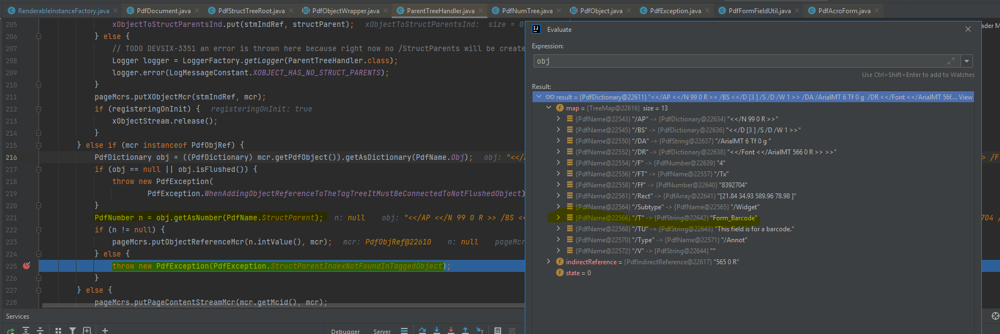 RenderableInstanceFactory.java PdfDocument.java PdfStructTreeRoot.java PdfObjectWrapper.java ParentTreeHandler.java PdfNumTree.java PdfObject.java PdfException.java PdfFormFieldUtil.java PdfAcroForm.java
205 xObjectToStructParentsInd.put(stmIndRef, structParent); xObjectToStructParentsInd: size = 0
206 } else {
207 // TODO DEVSIX-3351 an error is thrown here because right now no /StructParents will be create
208 Logger logger = LoggerFactory.getLogger(ParentTreeHandler.class);
209 logger.error(LogMessageConstant.XOBJECT_HAS_NO_STRUCT_PARENTS);
210 }
211 pageMcrs.putXObjectMcr(stmIndRef, mcr);
212 if (registeringOnInit) { registeringOnInit: true
213 xObjectStream.release();
214 }
215 } else if (mcr instanceof PdfObjRef) {
216 PdfDictionary obj = ((PdfDictionary) mcr.getPdfObject()).getAsDictionary(PdfName.Obj); obj: "<</
217 if (obj == null || obj.isFlushed()) {
218 throw new PdfException(
219 PdfException.WhenAddingObjectReferenceToTheTagTreeItMustBeConnectedToNotFlushedObject)
220 }
221 PdfNumber n = obj.getAsNumber(PdfName.StructParent); n: null obj: "<</AP <</N 99 0 R >> /BS <<
222 if (n != null) {
223 pageMcrs.putObjectReferenceMcr(n.intValue(), mcr); mcr: PdfObjRef@22610 n: null pageMcr
224 } else {
225 throw new PdfException(PdfException.StructParentIndexNotFoundInTaggedObject);
226 }
227 } else {
228 pageMcrs.putPageContentStreamMcr(mcr.getMcid(), mcr);
Services
Debugger Server
ader M
> /F
704 /
Evaluate
Expression:
obj
Use Ctrl+Shift+Enter to add to Watches
Result:
result = {PdfDictionary@22611} "<</AP <</N 99 0 R >> /BS <</D [3 ] /S /D /W 1 >> /DA /ArialMT 6 Tf 0 g /DR <</Font <</ArialMT 566... View
map = {TreeMap@22616} size = 13
{PdfName@22543} "/AP" -> {PdfDictionary@22634} "<</N 99 0 R >>"
{PdfName@22545} "/BS" -> {PdfDictionary@22636} "<</D [3 ] /S /D /W 1 >>"
{PdfName@22550} "/DA" -> {PdfString@22637} "/ArialMT 6 Tf 0 g "
{PdfName@22552} "/DR" -> {PdfDictionary@22638} "<</Font <</ArialMT 566 0 R >> >>"
{PdfName@22554} "/F" -> {PdfNumber@22639} "4"
{PdfName@22556} "/FT" -> {PdfName@22557} "/Tx"
{PdfName@22558} "/Ff" -> {PdfNumber@22640} "8392704"
{PdfName@22561} "/Rect" -> {PdfArray@22641} "[21.84 34.93 589.96 78.98 ]"
{PdfName@22564} "/Subtype" -> {PdfName@22565} "/Widget"
{PdfName@22566} "/T" -> {PdfString@22642} "Form_Barcode"
{PdfName@22568} "/TU" -> {PdfString@22643} "This field is for a barcode."
{PdfName@22570} "/Type" -> {PdfName@22571} "/Annot"
{PdfName@22572} "/V" -> {PdfString@22644} ""
indirectReference = {PdfIndirectReference@22617} "565 0 R"
state = 0